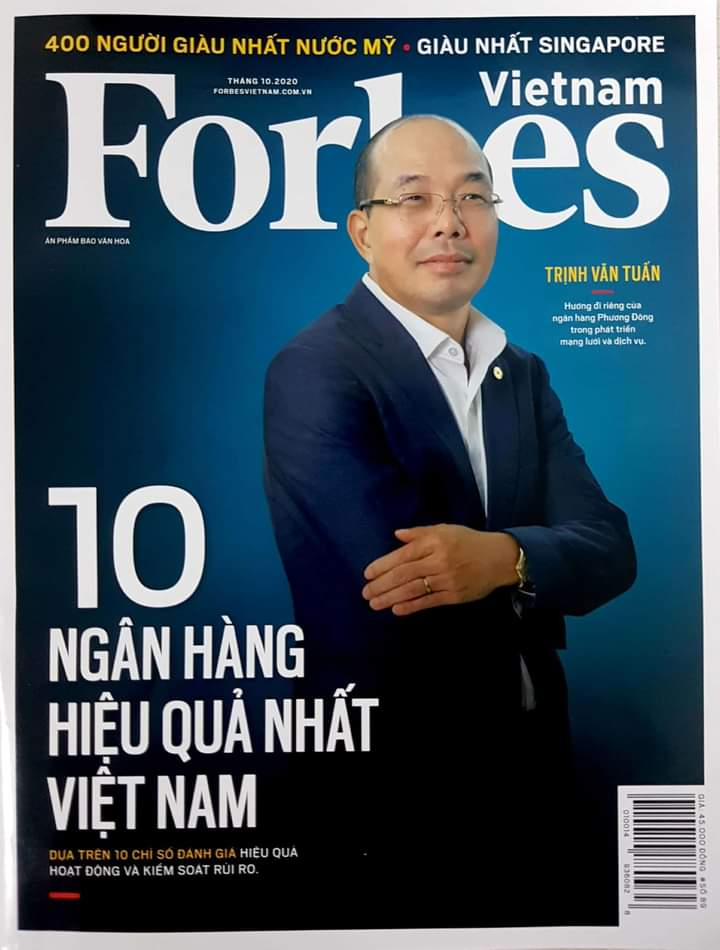 400 NGƯỜI GIÀU NHẤT NƯỚC MỸ • GIÀU NHẤT SINGAPORE
THÁNG 10.2020
FORBESVIETNAM.COM.VN
Vietnam
Forbes
ẤN PHẨM BÁO VĂN HÓA
TRỊNH VĂN TUẤN
Hướng đi riêng của
ngân hàng Phương Đông
trong phát triển
mạng lưới và dịch vụ.
10
NGÂN HÀNG
HIỆU QUẢ NHẤT
VIỆT NAM
DỰA TRÊN 10 CHỈ SỐ ĐÁNH GIÁ HIỆU QUẢ
HOẠT ĐỘNG VÀ KIỂM SOÁT RỦI RO.
GIÁ: 45.000 ĐỒNG #SỐ 89
010014
8 936082